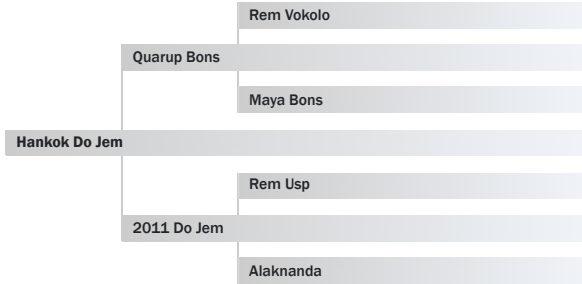 Rem Vokolo
Quarup Bons
Maya Bons
Hankok Do Jem
Rem Usp
2011 Do Jem
Alaknanda